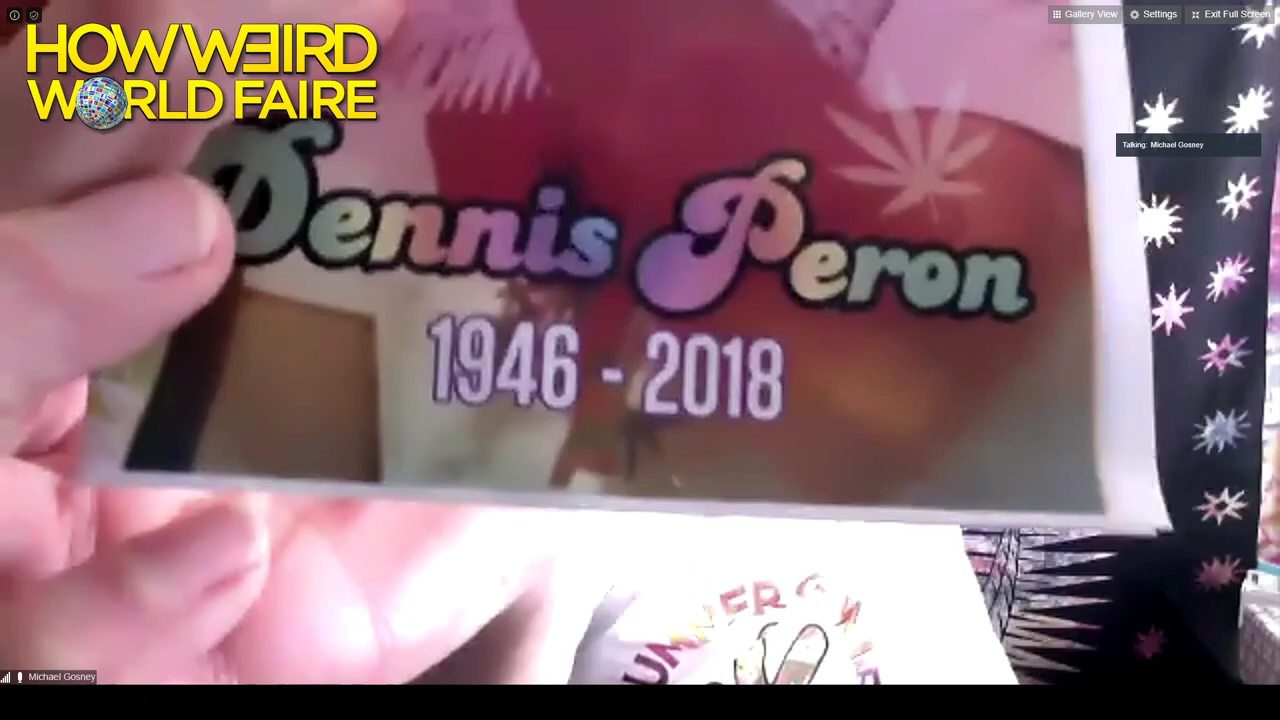 Gallery View
Settings
Exit Full Screen
HOW WEIRD
WORLD FAIRE
Talking: Michael Gosney
Dennis Peron
1946 - 2018
Michael Gosney